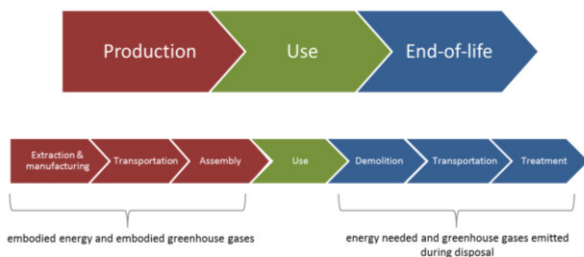 Production
Use
End-of-life
Extraction &
manufacturing
Transportation
Assembly
Use
Demolition
Transportation
Treatment
embodied energy and embodied greenhouse gases
energy needed and greenhouse gases emitted
during disposal